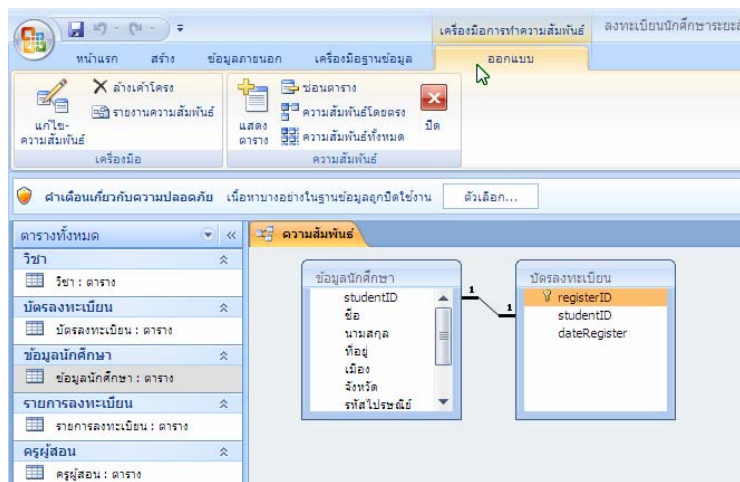 เครื่องมือการทำความสัมพันธ์ ลงทะเบียนนักศึกษาระยะสั้
หน้าแรก สร้าง ข้อมูลภายนอก เครื่องมือฐานข้อมูล ออกแบบ
แก้ไข-
ความสัมพันธ์
ล้างเค้าโครง
รายงานความสัมพันธ์
แสดง
ตาราง
ซ่อนตาราง
ความสัมพันธ์โดยตรง
ความสัมพันธ์ทั้งหมด
ปิด
เครื่องมือ ความสัมพันธ์
คำเตือนเกี่ยวกับความปลอดภัย เนื้อหาบางอย่างในฐานข้อมูลถูกปิดใช้งาน ตัวเลือก...
ตารางทั้งหมด
วิชา
วิชา : ตาราง
บัตรลงทะเบียน
บัตรลงทะเบียน : ตาราง
ข้อมูลนักศึกษา
ข้อมูลนักศึกษา : ตาราง
รายการลงทะเบียน
รายการลงทะเบียน : ตาราง
ครูผู้สอน
ครูผู้สอน : ตาราง
ความสัมพันธ์
ข้อมูลนักศึกษา
studentID
ชื่อ
นามสกุล
ที่อยู่
เมือง
จังหวัด
รหัสไปรษณีย์
1
1
บัตรลงทะเบียน
registerID
studentID
dateRegister